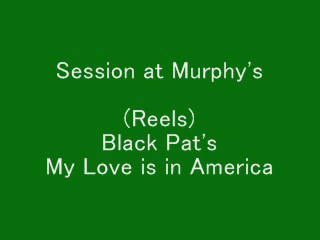 Session at Murphy's
(Reels)
Black Pat's
My Love is in America